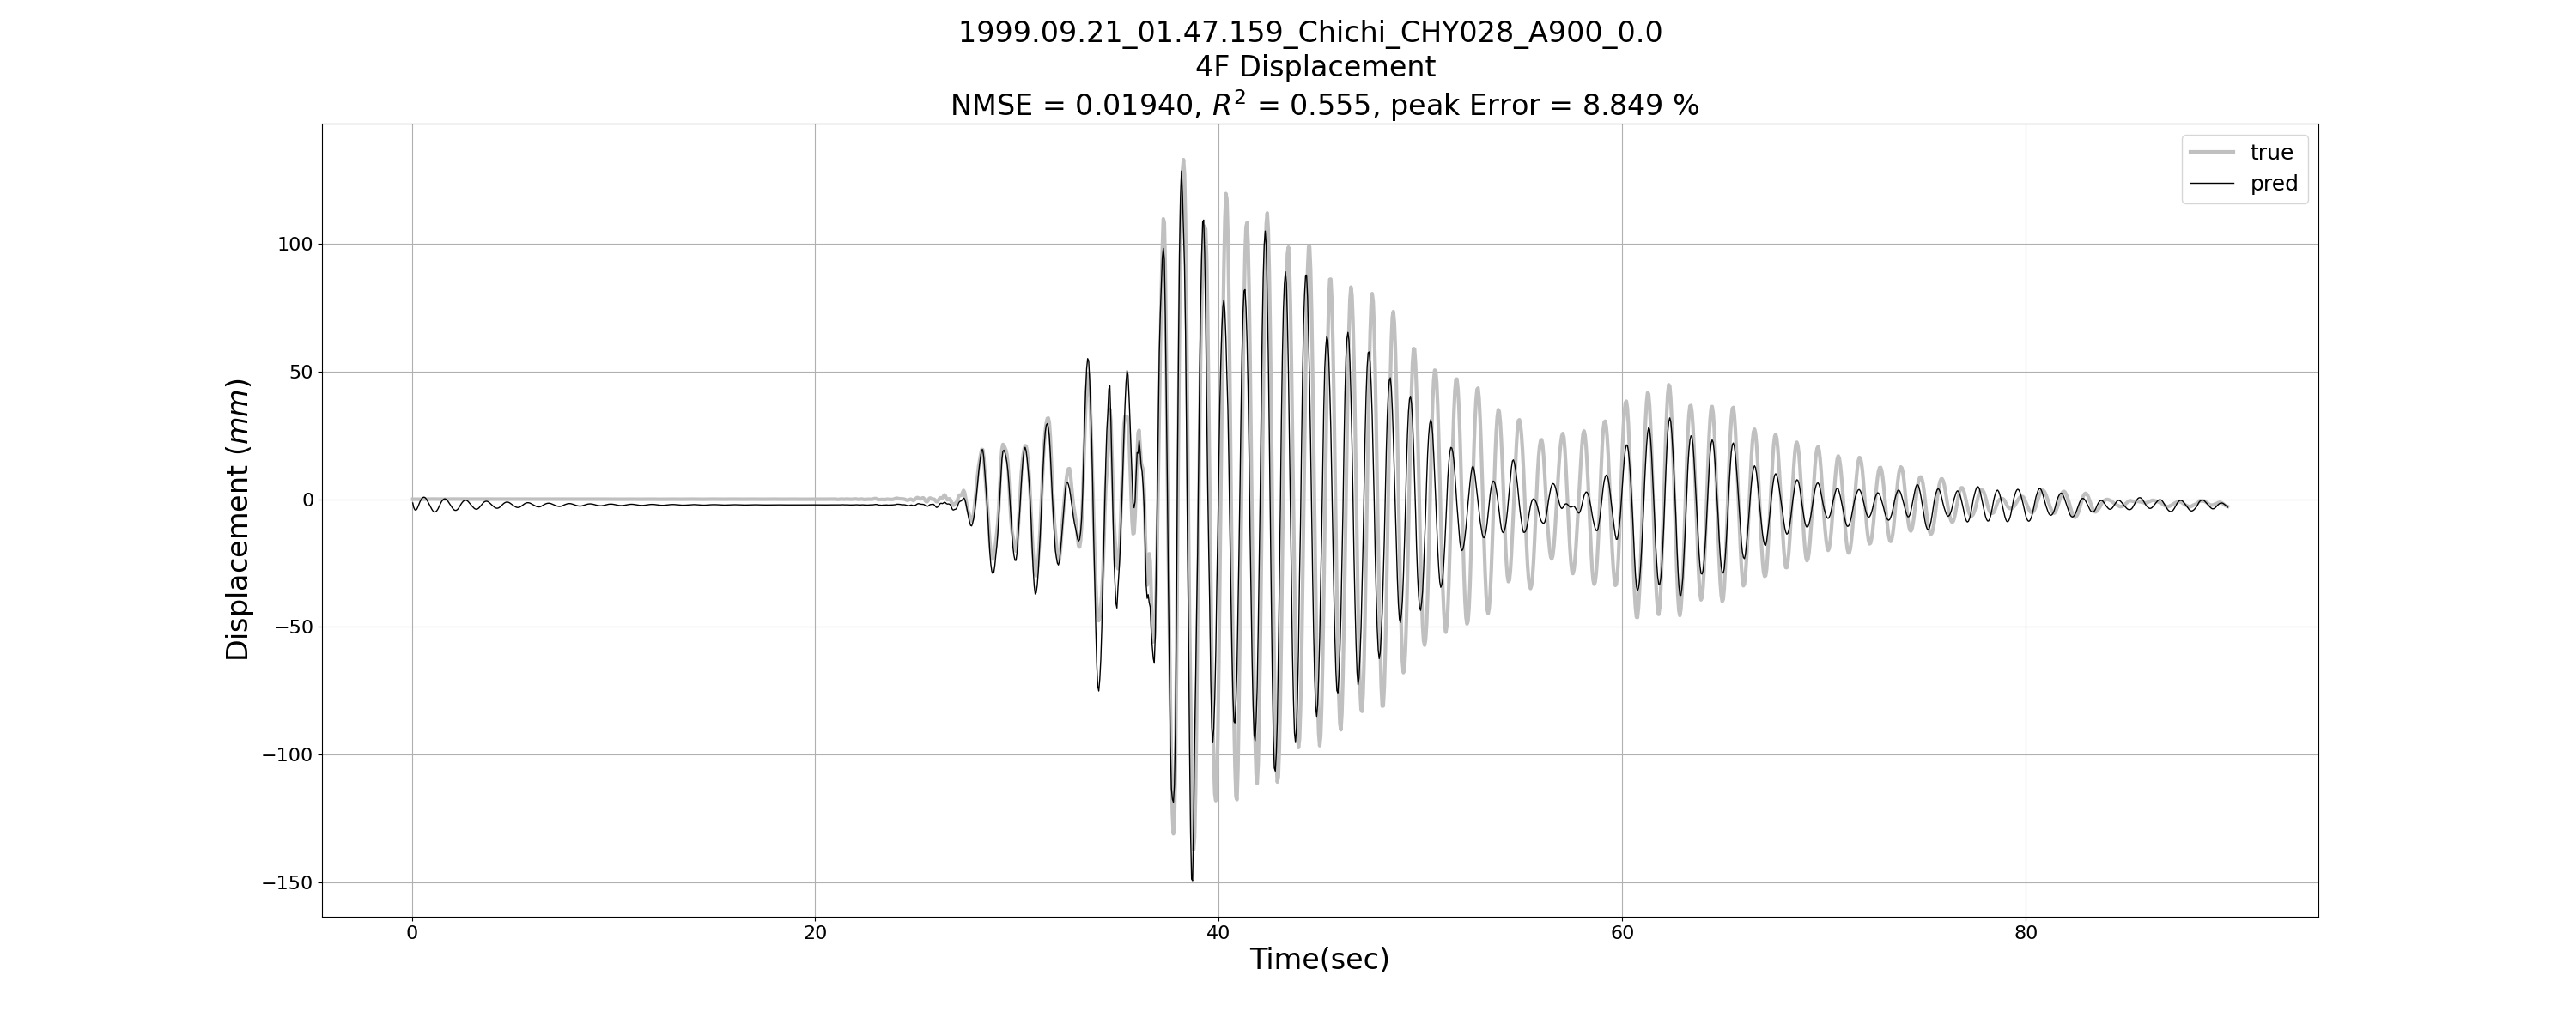 1999.09.21_01.47.159_Chichi_CHY028_A900_0.0
4F Displacement
NMSE = 0.01940, R² = 0.555, peak Error = 8.849 %
true
pred
Displacement (mm)
100
50
0
−50
−100
−150
0 20 40 60 80
Time(sec)